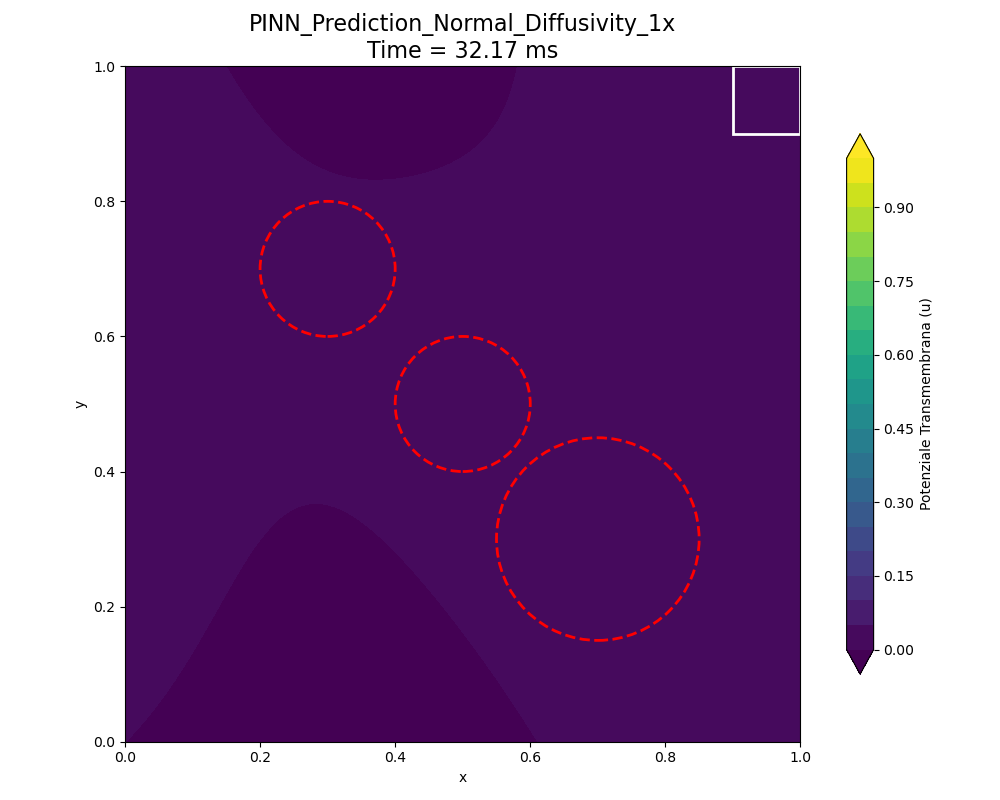 PINN_Prediction_Normal_Diffusivity_1x
Time = 32.17 ms
1.0
0.8
0.6
0.4
0.2
0.0
y
0.0 0.2 0.4 0.6 0.8 1.0
x
0.90
0.75
0.60
0.45
0.30
0.15
0.00
Potenziale Transmembrana (u)